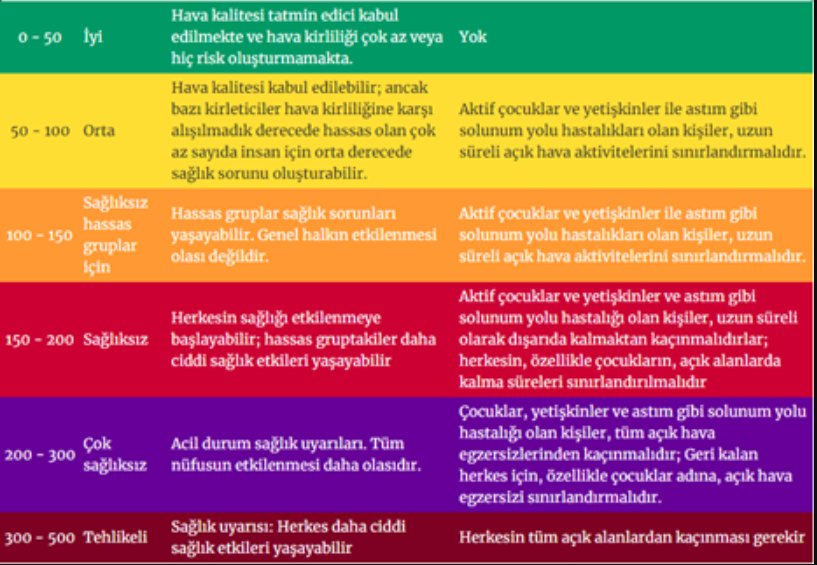 0 - 50
İyi
Hava kalitesi tatmin edici kabul
edilmekte ve hava kirliliği çok az veya
hiç risk oluşturmamakta.
Yok
50 - 100
Orta
Hava kalitesi kabul edilebilir; ancak
bazı kirleticiler hava kirliliğine karşı
alışılmadık derecede hassas olan çok
az sayıda insan için orta derecede
sağlık sorunu oluşturabilir.
Aktif çocuklar ve yetişkinler ile astım gibi
solunum yolu hastalıkları olan kişiler, uzun
süreli açık hava aktivitelerini sınırlandırmalıdır.
100 - 150
Sağlıksız
hassas
gruplar
için
Hassas gruplar sağlık sorunları
yaşayabilir. Genel halkın etkilenmesi
olası değildir.
Aktif çocuklar ve yetişkinler ile astım gibi
solunum yolu hastalıkları olan kişiler, uzun
süreli açık hava aktivitelerini sınırlandırmalıdır.
150 - 200
Sağlıksız
Herkesin sağlığı etkilenmeye
başlayabilir; hassas gruptakiler daha
ciddi sağlık etkileri yaşayabilir
Aktif çocuklar ve yetişkinler ve astım gibi
solunum yolu hastalığı olan kişiler, uzun süreli
olarak dışarıda kalmaktan kaçınmalıdırlar;
herkesin, özellikle çocukların, açık alanlarda
kalma süreleri sınırlandırılmalıdır
200 - 300
Çok
sağlıksız
Acil durum sağlık uyarıları. Tüm
nüfusun etkilenmesi daha olasıdır.
Çocuklar, yetişkinler ve astım gibi solunum yolu
hastalığı olan kişiler, tüm açık hava
egzersizlerinden kaçınmalıdır; Geri kalan
herkes için, özellikle çocuklar adına, açık hava
egzersizi sınırlandırmalıdır.
300 - 500
Tehlikeli
Sağlık uyarısı: Herkes daha ciddi
sağlık etkileri yaşayabilir
Herkesin tüm açık alanlardan kaçınması gerekir